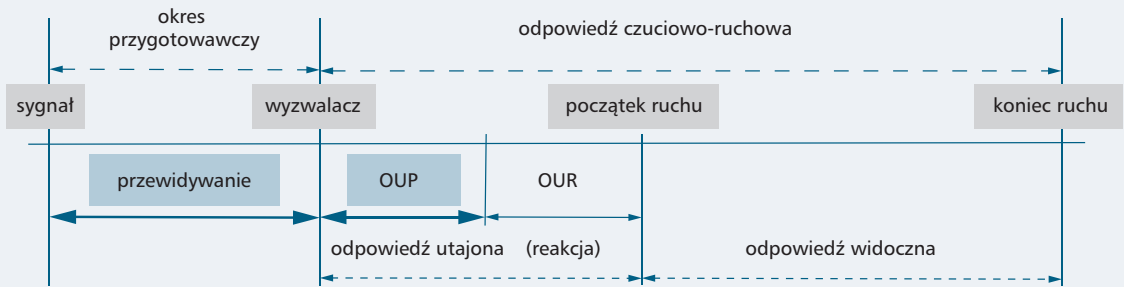 okres
przygotowawczy
odpowiedź czuciowo-ruchowa
sygnał
wyzwalacz
początek ruchu
koniec ruchu
przewidywanie
OUP
OUR
odpowiedź utajona (reakcja)
odpowiedź widoczna